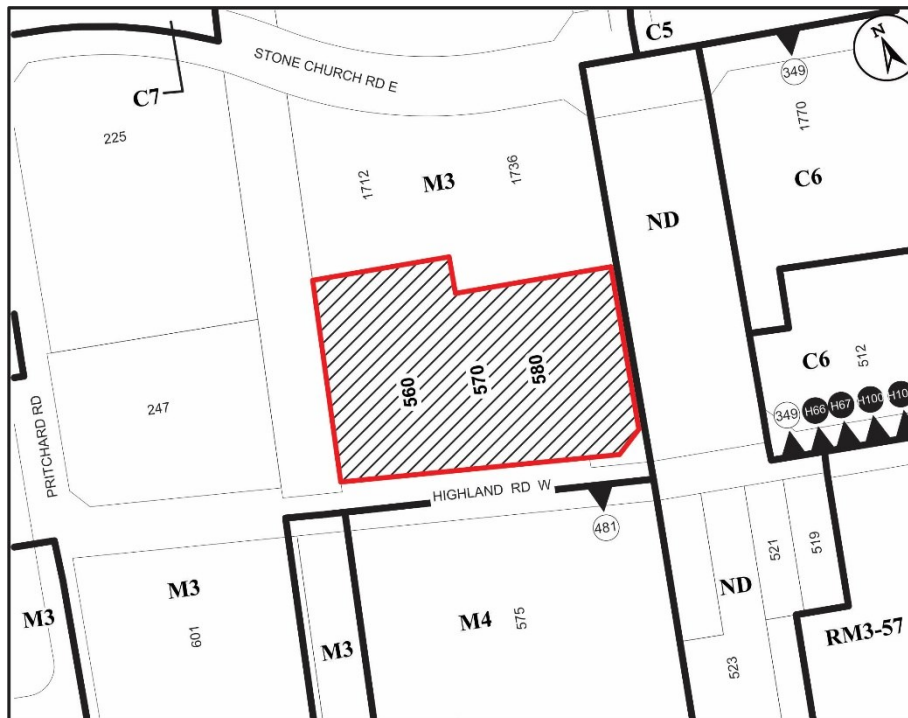 C5
N
STONE CHURCH RD E
349
C7
225
1770
1712
M3
1736
C6
ND
560
570
580
C6
512
349
H66
H67
H100
247
PRITCHARD RD
HIGHLAND RD W
481
521
519
M3
M3
601
M3
M4
575
ND
523
RM3-57